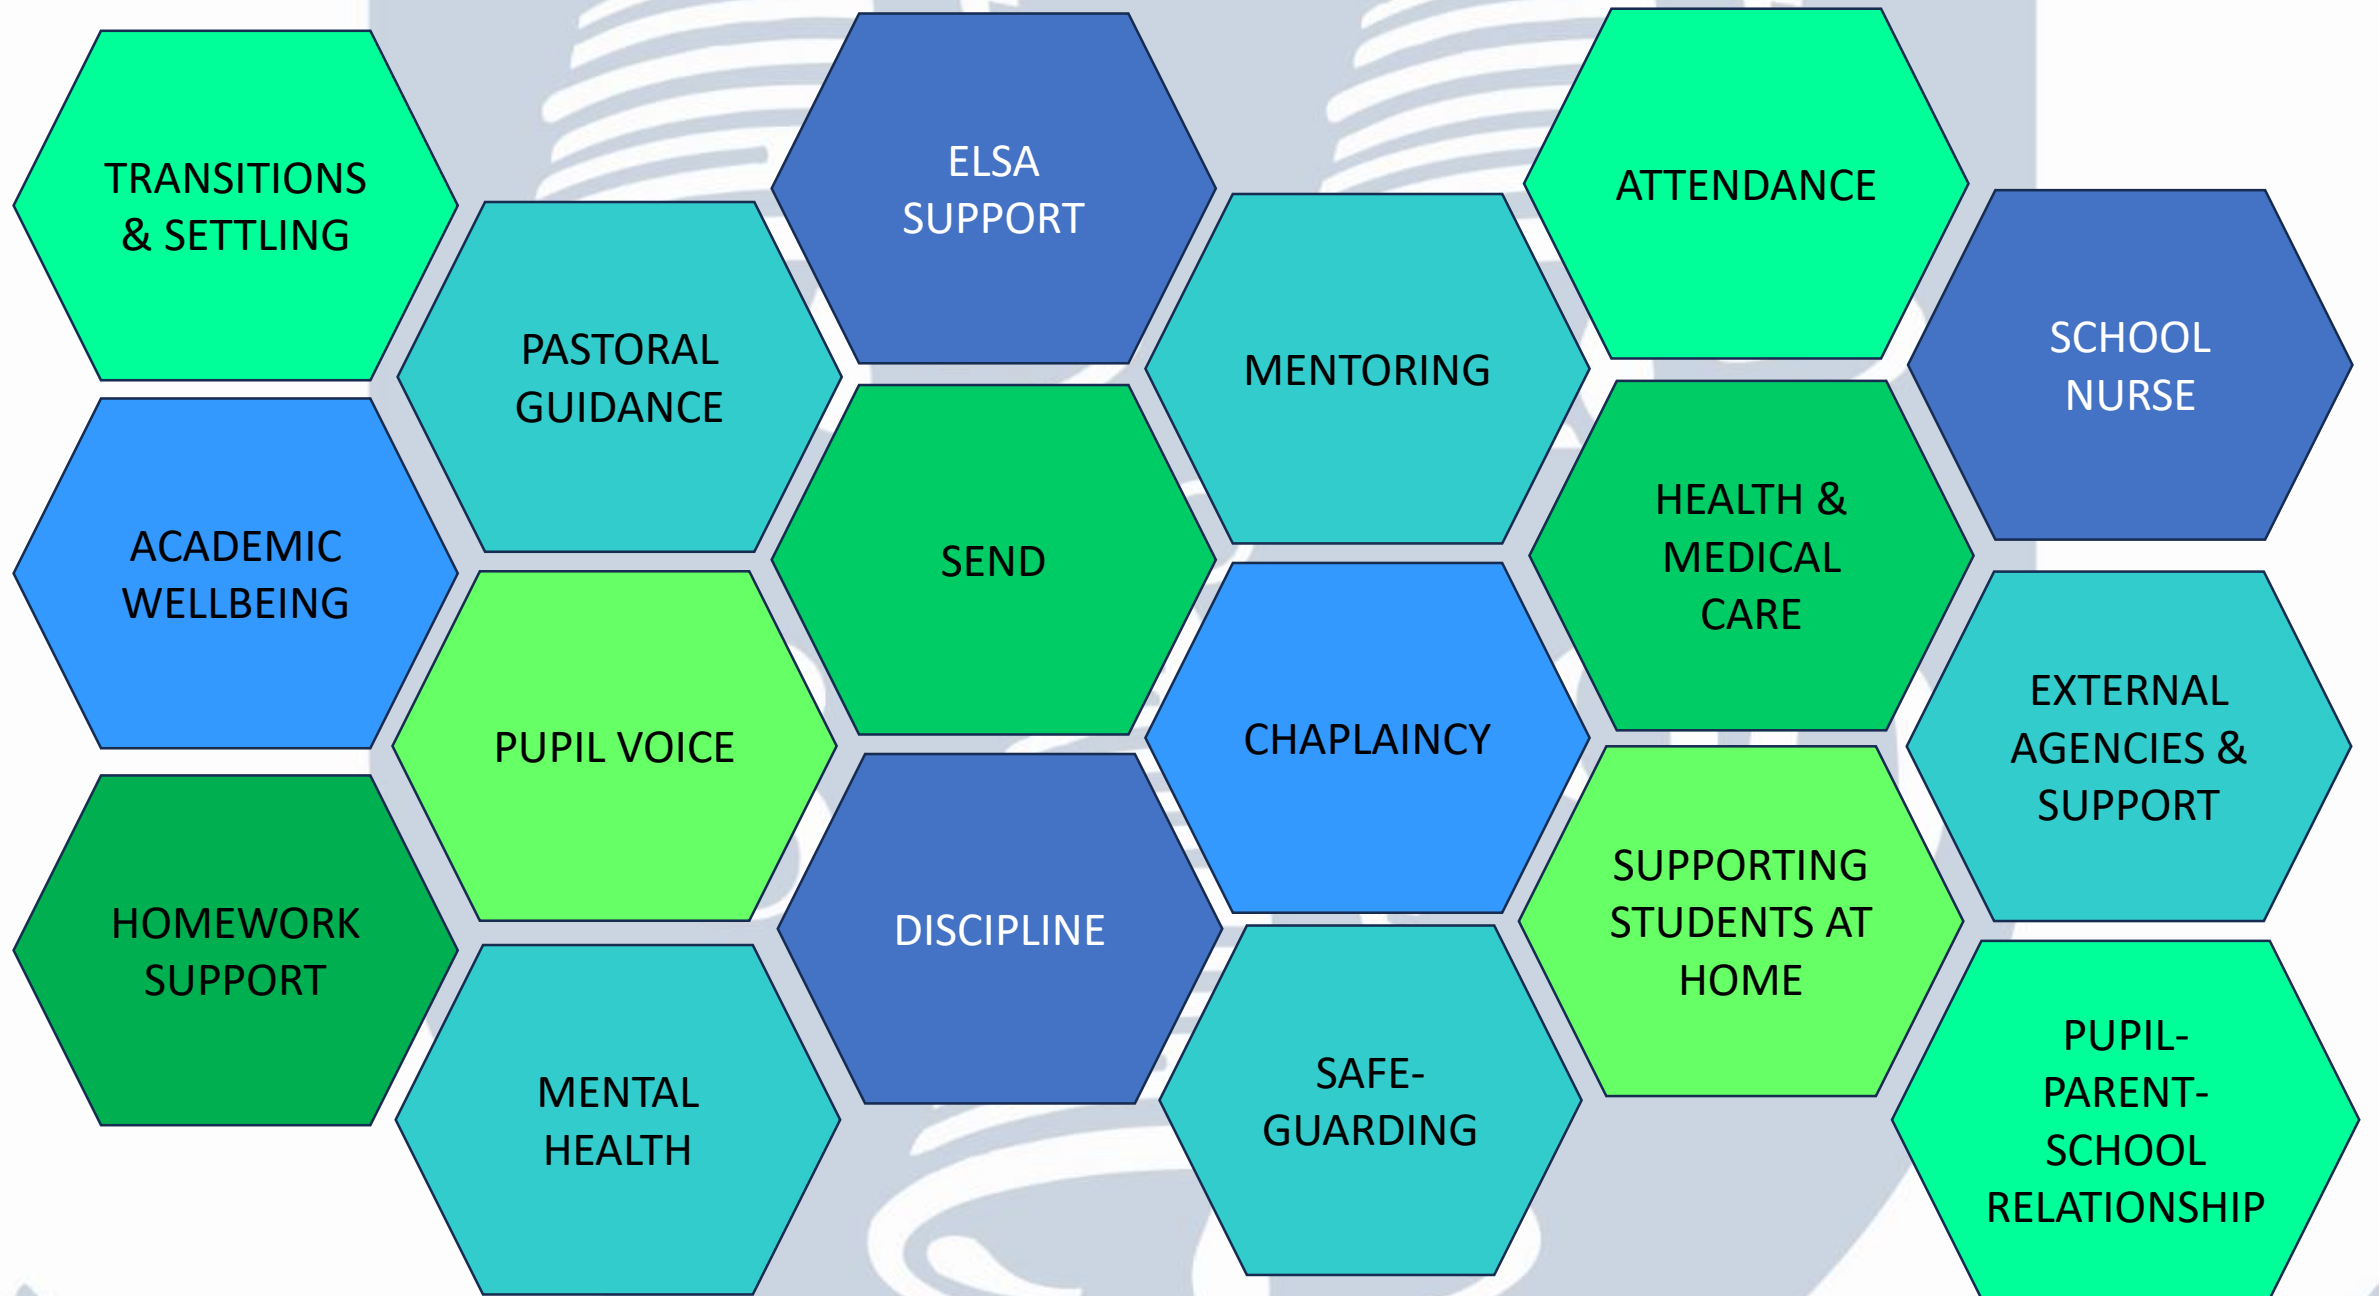 TRANSITIONS
& SETTLING
ACADEMIC
WELLBEING
HOMEWORK
SUPPORT
PASTORAL
GUIDANCE
PUPIL VOICE
MENTAL
HEALTH
ELSA
SUPPORT
SEND
DISCIPLINE
MENTORING
CHAPLAINCY
SAFE-
GUARDING
ATTENDANCE
HEALTH &
MEDICAL
CARE
SUPPORTING
STUDENTS AT
HOME
SCHOOL
NURSE
EXTERNAL
AGENCIES &
SUPPORT
PUPIL-
PARENT-
SCHOOL
RELATIONSHIP